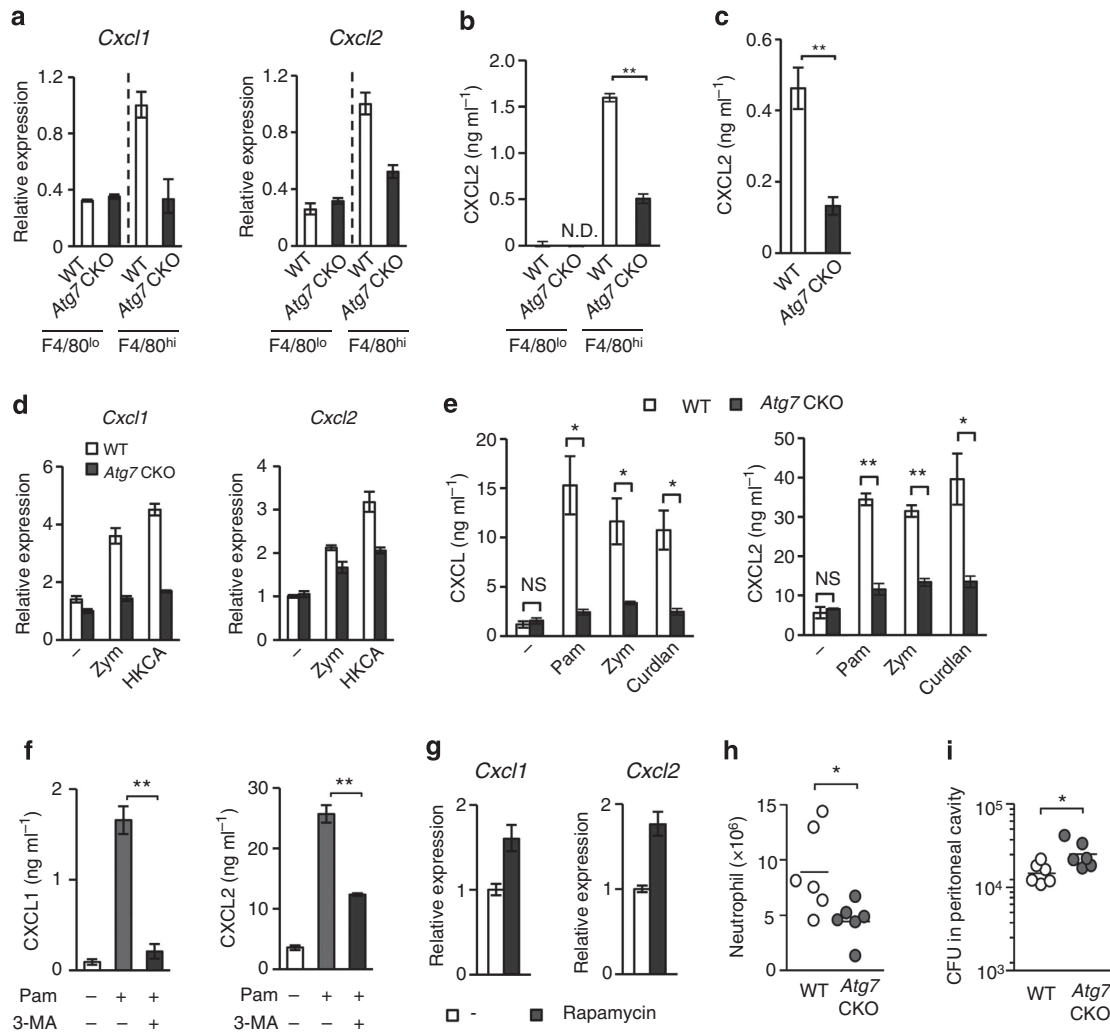 a
Cxcl1
Cxcl2
Relative expression
1.2
0.8
0.4
0
WT
Atg7 CKO
WT
Atg7 CKO
F4/80lo
F4/80hi
Relative expression
1.2
0.8
0.4
0
WT
Atg7 CKO
WT
Atg7 CKO
F4/80lo
F4/80hi
b
CXCL2 (ng ml−1)
2.0
1.5
1.0
0.5
0
**
N.D.
WT
Atg7 CKO
WT
Atg7 CKO
F4/80lo
F4/80hi
c
CXCL2 (ng ml−1)
0.6
0.4
0.2
0
**
WT
Atg7 CKO
d
Cxcl1
Cxcl2
WT
Atg7 CKO
Relative expression
6
4
2
0
–
Zym
HKCA
Relative expression
4
3
2
1
0
–
Zym
HKCA
e
WT
Atg7 CKO
CXCL (ng ml−1)
20
15
10
5
0
NS
*
*
*
–
Pam
Zym
Curdlan
CXCL2 (ng ml−1)
50
40
30
20
10
0
NS
**
**
*
–
Pam
Zym
Curdlan
f
CXCL1 (ng ml−1)
2
1
0
**
Pam – + +
3-MA – – +
CXCL2 (ng ml−1)
30
20
10
0
**
Pam – + +
3-MA – – +
g
Cxcl1
Cxcl2
Relative expression
2
1
0
Relative expression
2
1
0
-
Rapamycin
h
*
Neutrophil (×106)
15
10
5
0
WT
Atg7
CKO
i
*
CFU in peritoneal cavity
105
104
103
WT
Atg7
CKO